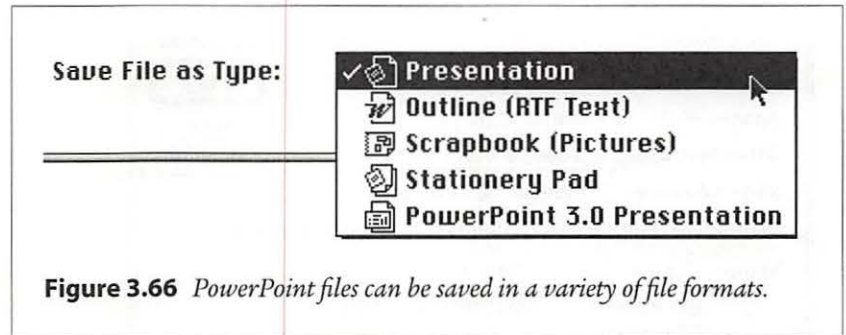 Save File as Type:
✓ Presentation
Outline (RTF Text)
Scrapbook (Pictures)
Stationery Pad
PowerPoint 3.0 Presentation
Figure 3.66 PowerPoint files can be saved in a variety of file formats.